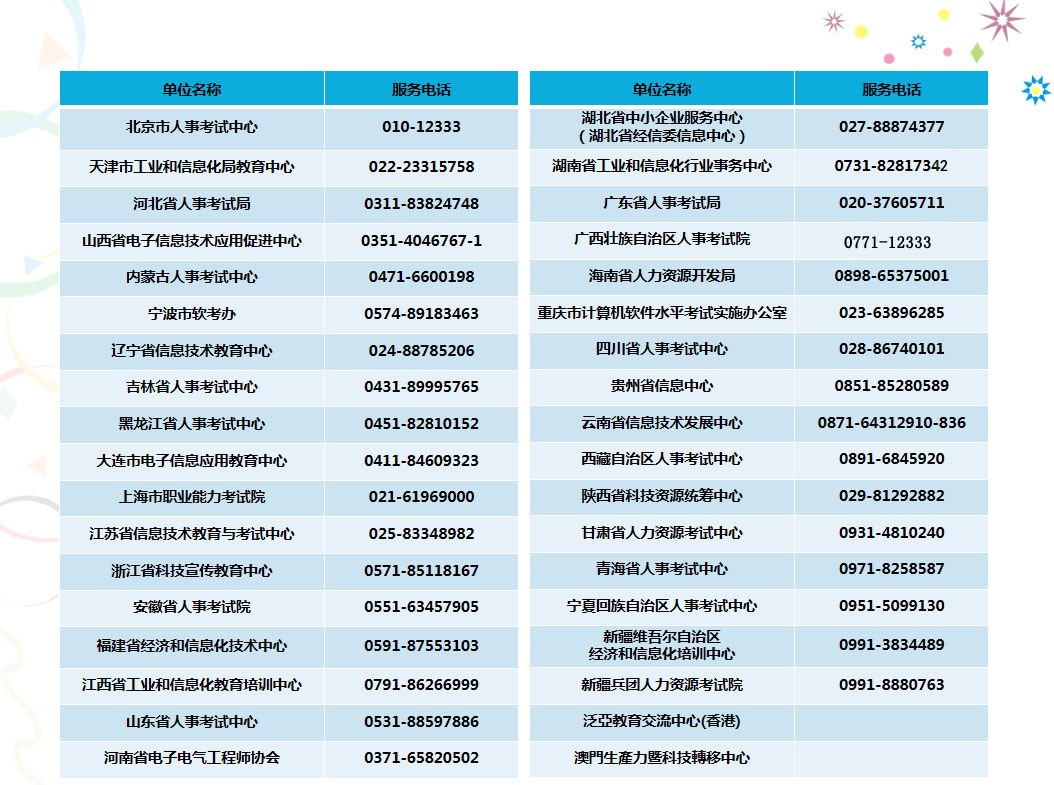 单位名称 服务电话
北京市人事考试中心 010-12333
天津市工业和信息化局教育中心 022-23315758
河北省人事考试局 0311-83824748
山西省电子信息技术应用促进中心 0351-4046767-1
内蒙古人事考试中心 0471-6600198
宁波市软考办 0574-89183463
辽宁省信息技术教育中心 024-88785206
吉林省人事考试中心 0431-89995765
黑龙江省人事考试中心 0451-82810152
大连市电子信息应用教育中心 0411-84609323
上海市职业能力考试院 021-61969000
江苏省信息技术教育与考试中心 025-83348982
浙江省科技宣传教育中心 0571-85118167
安徽省人事考试院 0551-63457905
福建省经济和信息化技术中心 0591-87553103
江西省工业和信息化教育培训中心 0791-86266999
山东省人事考试中心 0531-88597886
河南省电子电气工程师协会 0371-65820502
单位名称 服务电话
湖北省中小企业服务中心
（湖北省经信委信息中心） 027-88874377
湖南省工业和信息化行业事务中心 0731-82817342
广东省人事考试局 020-37605711
广西壮族自治区人事考试院 0771-12333
海南省人力资源开发局 0898-65375001
重庆市计算机软件水平考试实施办公室 023-63896285
四川省人事考试中心 028-86740101
贵州省信息中心 0851-85280589
云南省信息技术发展中心 0871-64312910-836
西藏自治区人事考试中心 0891-6845920
陕西省科技资源统筹中心 029-81292882
甘肃省人力资源考试中心 0931-4810240
青海省人事考试中心 0971-8258587
宁夏回族自治区人事考试中心 0951-5099130
新疆维吾尔自治区
经济和信息化培训中心 0991-3834489
新疆兵团人力资源考试院 0991-8880763
泛亞教育交流中心(香港)
澳門生產力暨科技轉移中心